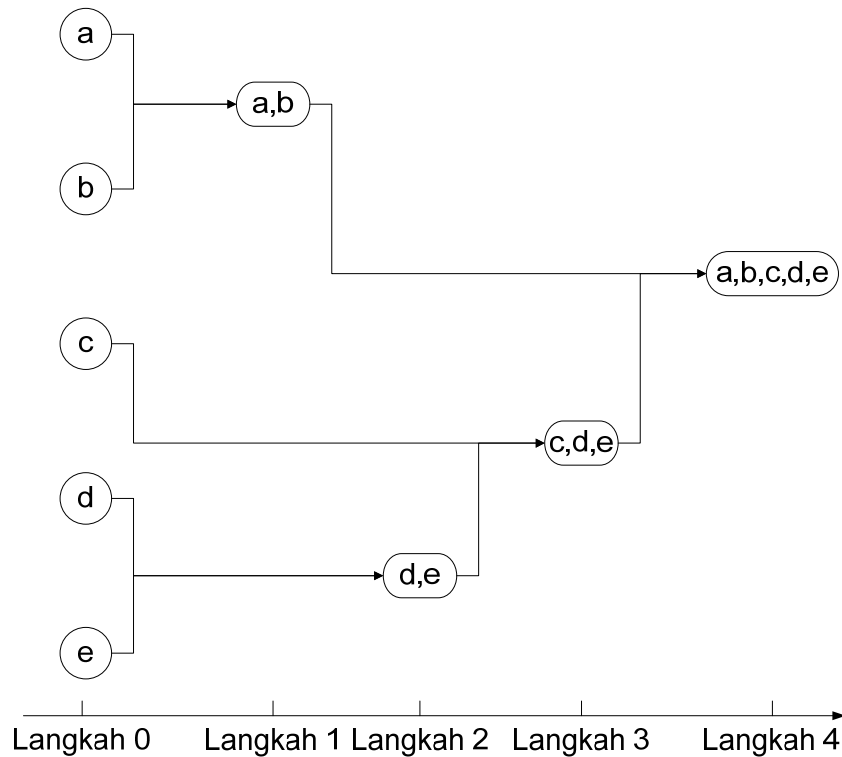 a
a,b
b
a,b,c,d,e
c
c,d,e
d
d,e
e
Langkah 0 Langkah 1 Langkah 2 Langkah 3 Langkah 4